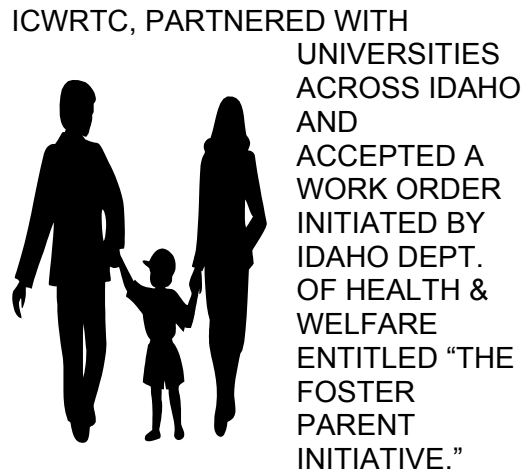 ICWRTC, PARTNERED WITH
UNIVERSITIES
ACROSS IDAHO
AND
ACCEPTED A
WORK ORDER
INITIATED BY
IDAHO DEPT.
OF HEALTH &
WELFARE
ENTITLED “THE
FOSTER
PARENT
INITIATIVE.”